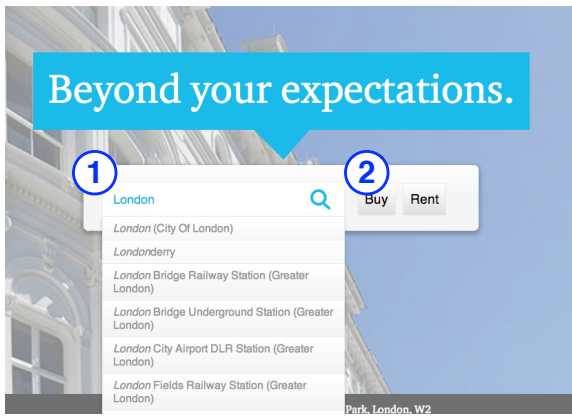 Beyond your expectations.
1
2
London
Buy
Rent
London (City Of London)
Londonderry
London Bridge Railway Station (Greater
London)
London Bridge Underground Station (Greater
London)
London City Airport DLR Station (Greater
London)
London Fields Railway Station (Greater
London)
Park, London, W2